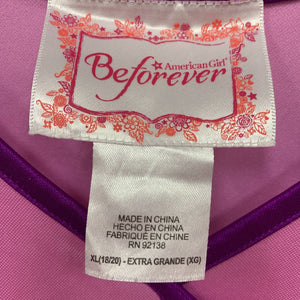 American Girl®
Beforever
MADE IN CHINA
HECHO EN CHINA
FABRIQUÉ EN CHINE
RN 92138
XL(18/20) - EXTRA GRANDE (XG)